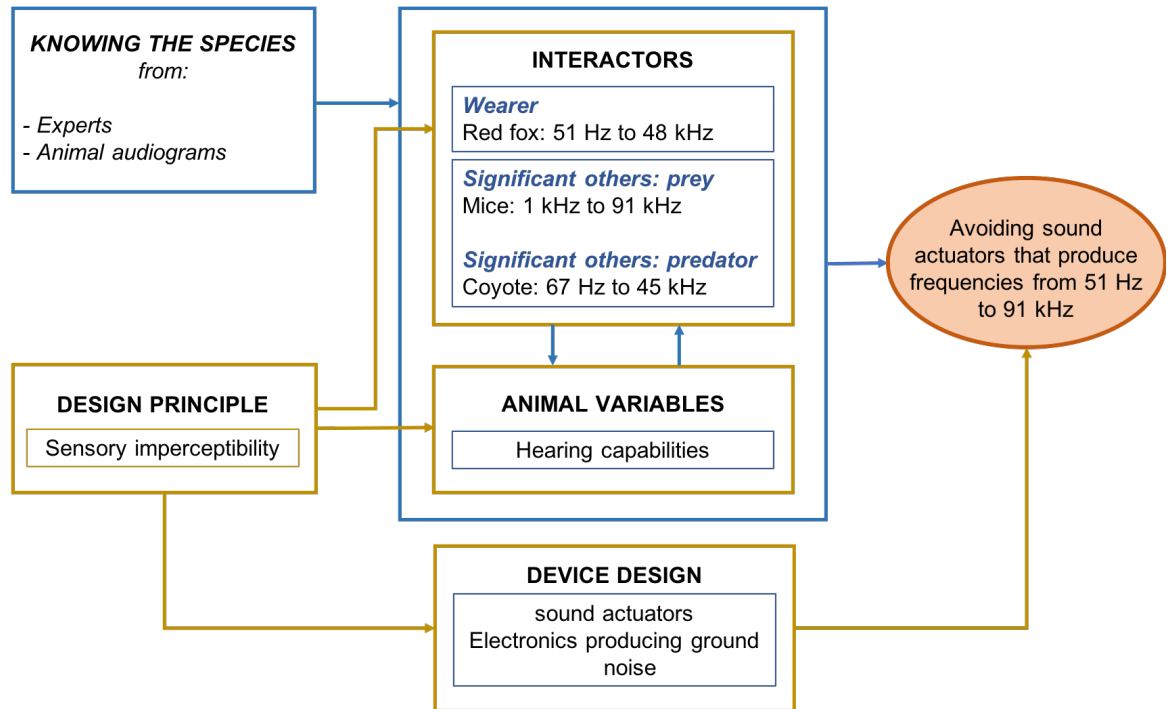 KNOWING THE SPECIES
from:
- Experts
- Animal audiograms
INTERACTORS
Wearer
Red fox: 51 Hz to 48 kHz
Significant others: prey
Mice: 1 kHz to 91 kHz
Significant others: predator
Coyote: 67 Hz to 45 kHz
Avoiding sound
actuators that produce
frequencies from 51 Hz
to 91 kHz
DESIGN PRINCIPLE
Sensory imperceptibility
ANIMAL VARIABLES
Hearing capabilities
DEVICE DESIGN
sound actuators
Electronics producing ground
noise